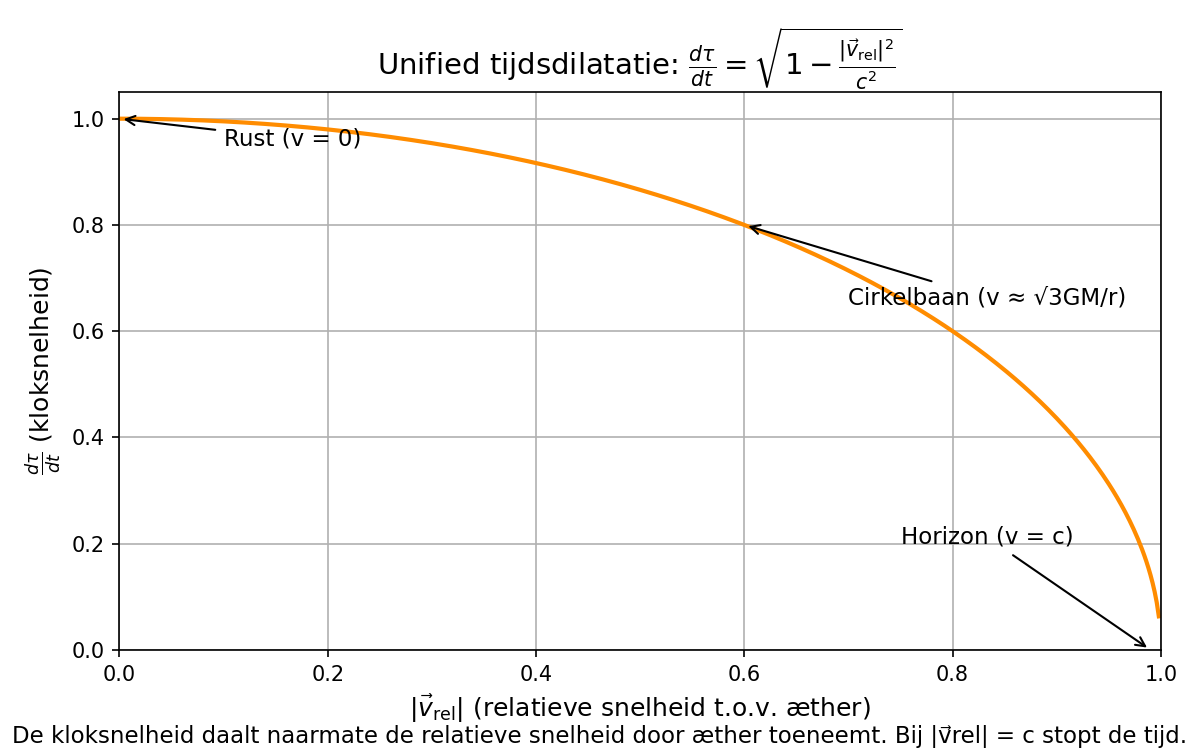 Unified tijdsdilatatie: dτ/dt = √(1 − |v⃗rel|²/c²)
1.0
Rust (v = 0)
0.8
Cirkelbaan (v ≈ √3GM/r)
0.6
0.4
dτ/dt (kloksnelheid)
Horizon (v = c)
0.2
0.0
0.0 0.2 0.4 0.6 0.8 1.0
|v⃗rel| (relatieve snelheid t.o.v. æther)
De kloksnelheid daalt naarmate de relatieve snelheid door æther toeneemt. Bij |v⃗rel| = c stopt de tijd.